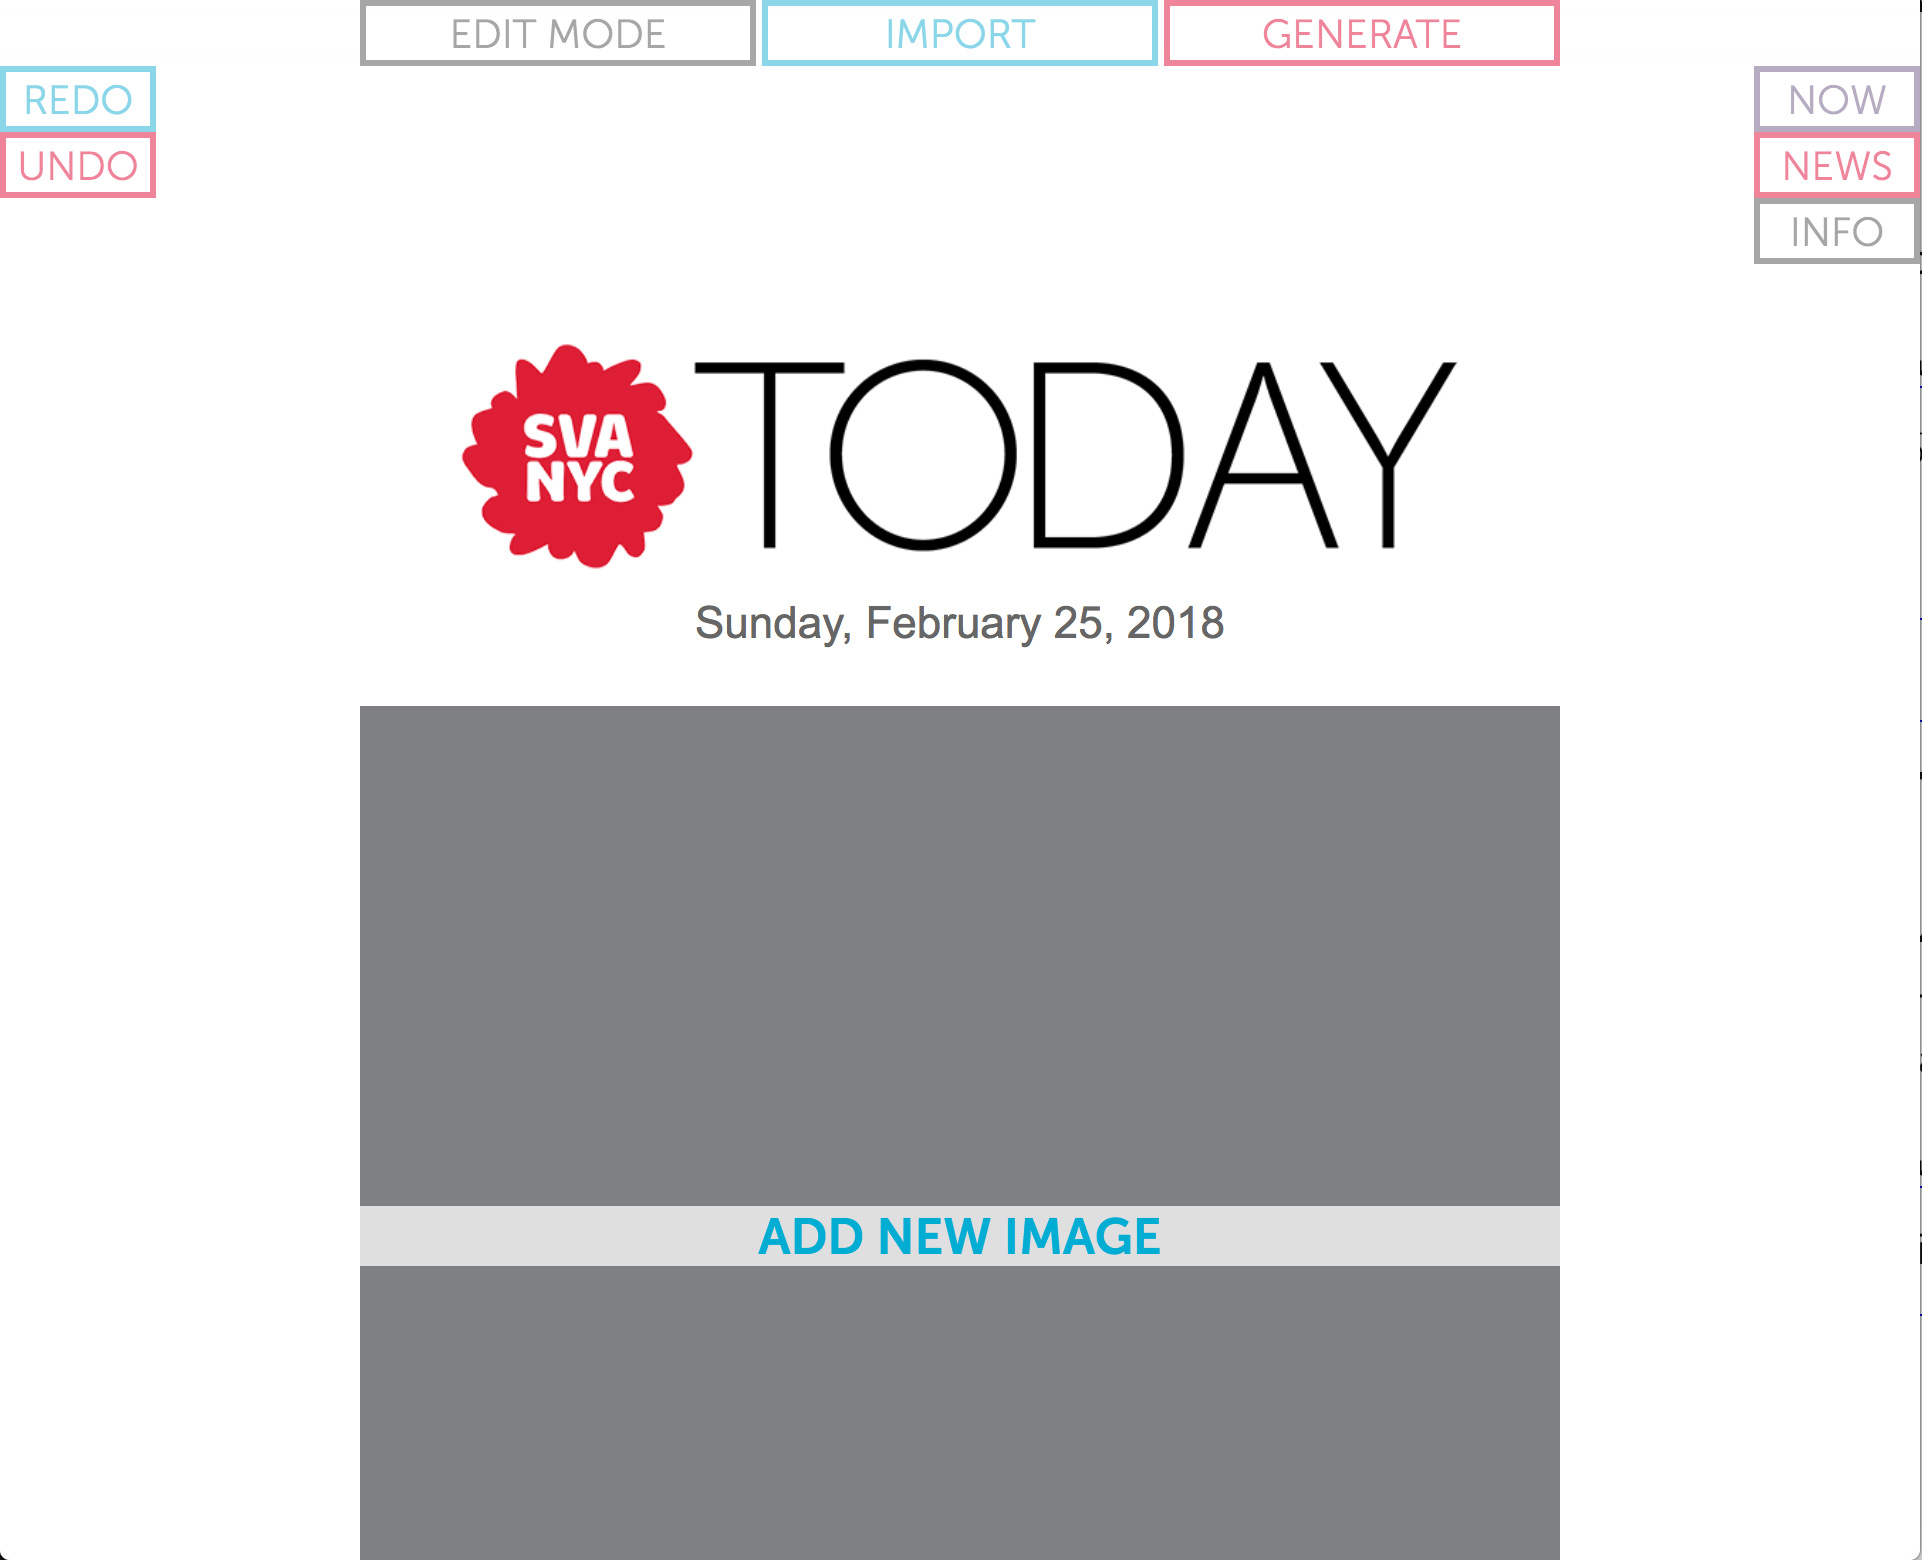 EDIT MODE
IMPORT
GENERATE
REDO
UNDO
NOW
NEWS
INFO
SVA
NYC
TODAY
Sunday, February 25, 2018
ADD NEW IMAGE